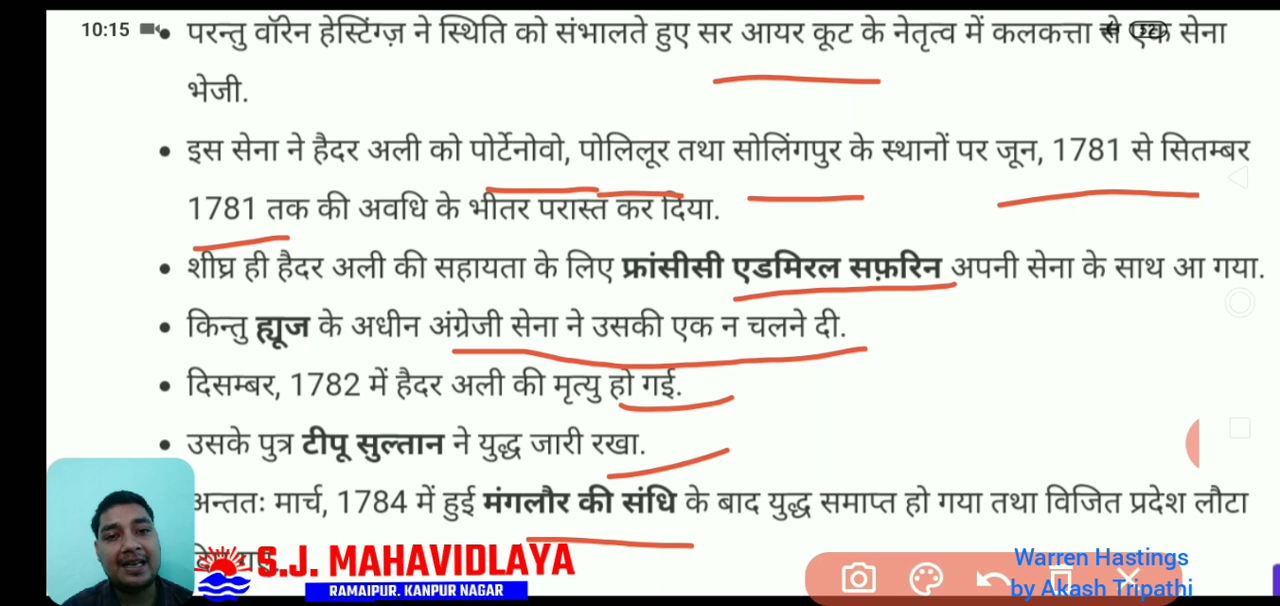 10:15
परन्तु वॉरेन हेस्टिंग्ज़ ने स्थिति को संभालते हुए सर आयर कूट के नेतृत्व में कलकत्ता से एक सेना
भेजी.
इस सेना ने हैदर अली को पोर्टेनोवो, पोलिलूर तथा सोलिंगपुर के स्थानों पर जून, 1781 से सितम्बर
1781 तक की अवधि के भीतर परास्त कर दिया.
शीघ्र ही हैदर अली की सहायता के लिए फ्रांसीसी एडमिरल सफ़रिन अपनी सेना के साथ आ गया.
किन्तु ह्यूज के अधीन अंग्रेजी सेना ने उसकी एक न चलने दी.
दिसम्बर, 1782 में हैदर अली की मृत्यु हो गई.
उसके पुत्र टीपू सुल्तान ने युद्ध जारी रखा.
अन्ततः मार्च, 1784 में हुई मंगलौर की संधि के बाद युद्ध समाप्त हो गया तथा विजित प्रदेश लौटा
S.J. MAHAVIDLAYA
RAMAIPUR, KANPUR NAGAR
Warren Hastings
by Akash Tripathi